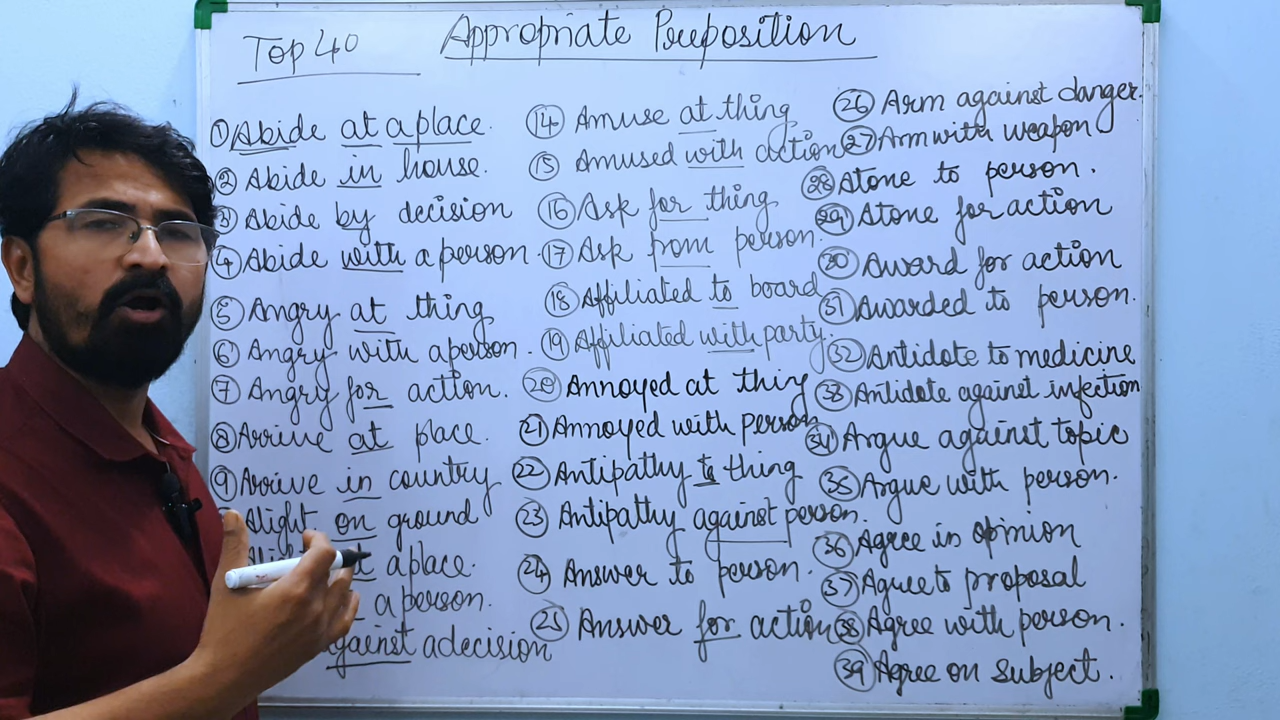 Top 40
Appropriate Preposition
① Abide at a place.
② Abide in house.
③ Abide by decision
④ Abide with a person.
⑤ Angry at thing
⑥ Angry with a person.
⑦ Angry for action.
⑧ Arrive at place.
⑨ Arrive in country
Alight on ground
a place.
a person.
against a decision
⑭ Amuse at thing
⑮ Amused with action
⑯ Ask for thing
⑰ Ask from person.
⑱ Affiliated to board
⑲ Affiliated with party.
⑳ Annoyed at thing
㉑ Annoyed with person
㉒ Antipathy to thing
㉓ Antipathy against person.
㉔ Answer to person.
㉕ Answer for action
㉖ Arm against danger.
㉗ Arm with weapon
㉘ Atone to person.
㉙ Atone for action
㉚ Award for action
㉛ Awarded to person.
㉜ Antidote to medicine
㉝ Antidote against infection
㉞ Argue against topic
㉟ Argue with person.
㊱ Agree in opinion
㊲ Agree to proposal
㊳ Agree with person.
㊴ Agree on subject.